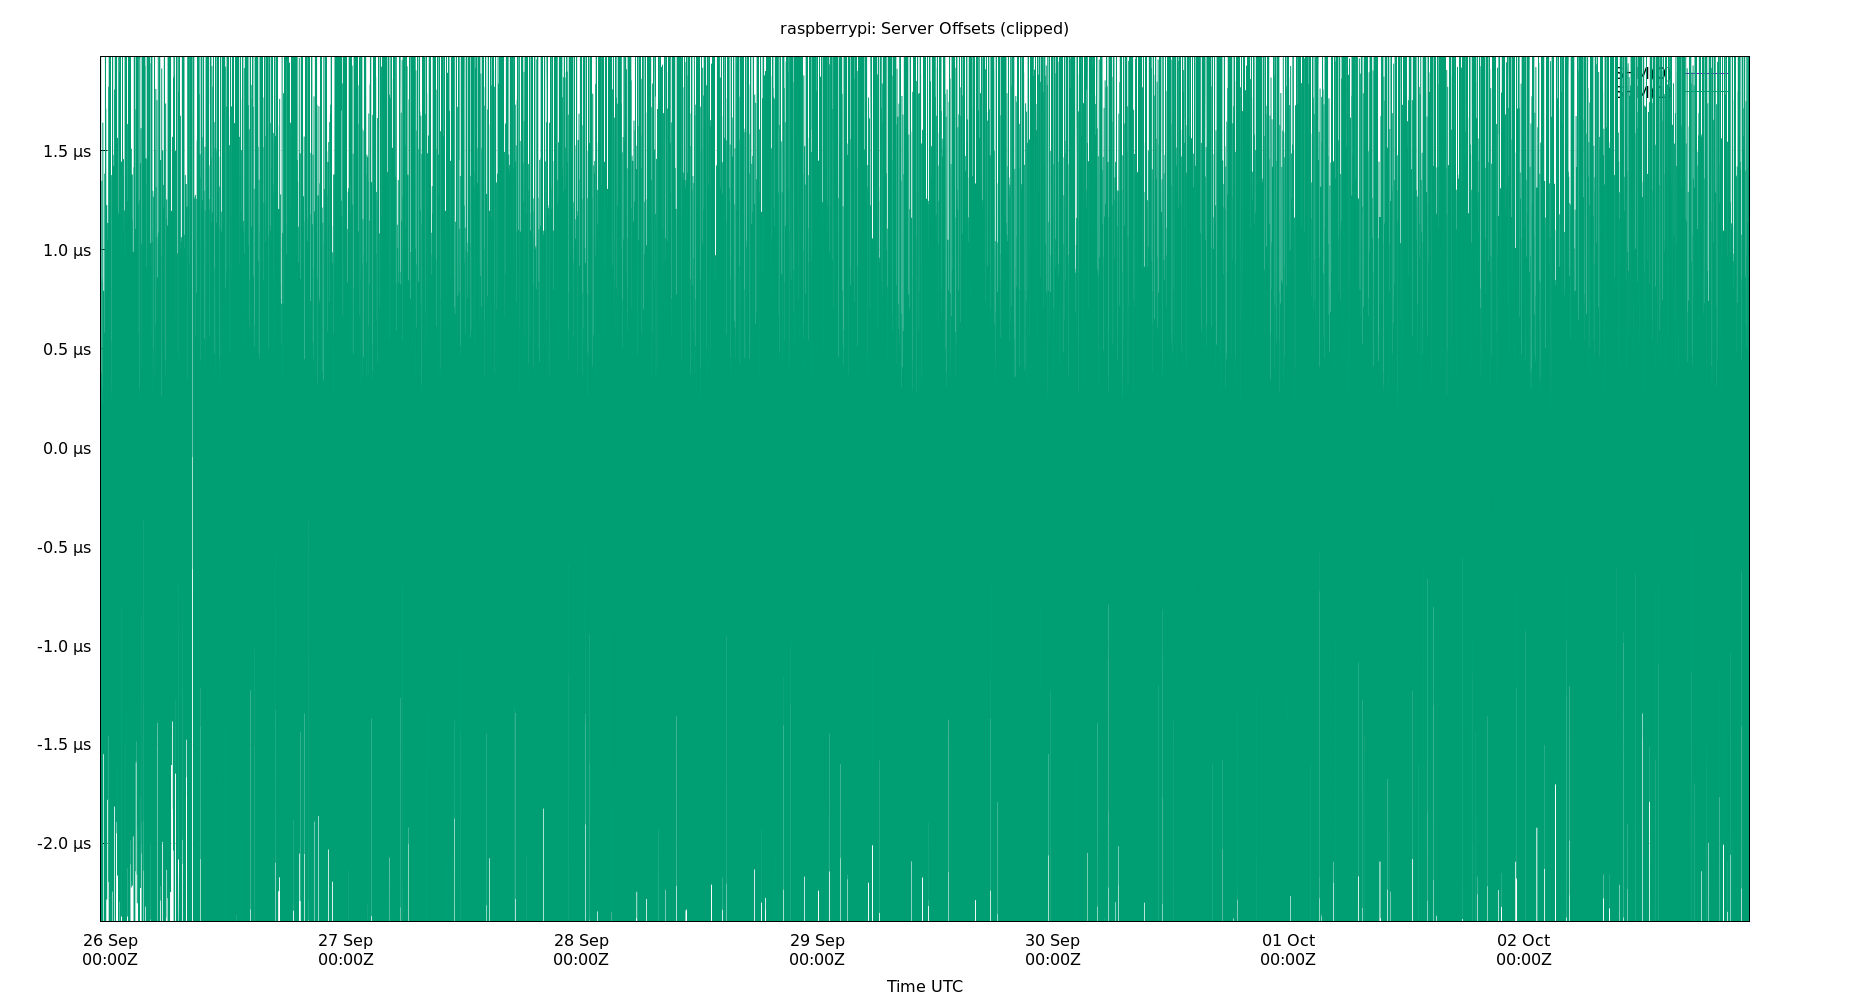 raspberrypi: Server Offsets (clipped)
1.5 µs
1.0 µs
0.5 µs
0.0 µs
-0.5 µs
-1.0 µs
-1.5 µs
-2.0 µs
26 Sep 27 Sep 28 Sep 29 Sep 30 Sep 01 Oct 02 Oct
00:00Z 00:00Z 00:00Z 00:00Z 00:00Z 00:00Z 00:00Z
Time UTC